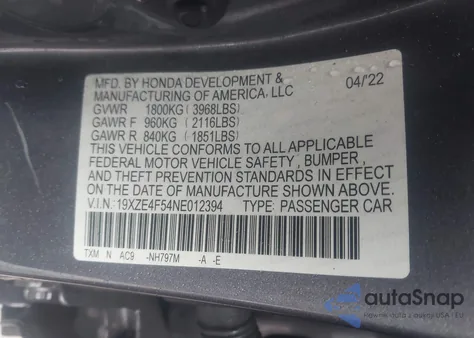 MFD. BY HONDA DEVELOPMENT & 04/22
MANUFACTURING OF AMERICA, LLC
GVWR 1800KG (3968LBS)
GAWR F 960KG (2116LBS)
GAWR R 840KG (1851LBS)
THIS VEHICLE CONFORMS TO ALL APPLICABLE
FEDERAL MOTOR VEHICLE SAFETY, BUMPER,
AND THEFT PREVENTION STANDARDS IN EFFECT
ON THE DATE OF MANUFACTURE SHOWN ABOVE.
V.I.N.: 19XZE4F54NE012394 TYPE: PASSENGER CAR
TXM N AC9 -NH797M -A -E
autoSnap